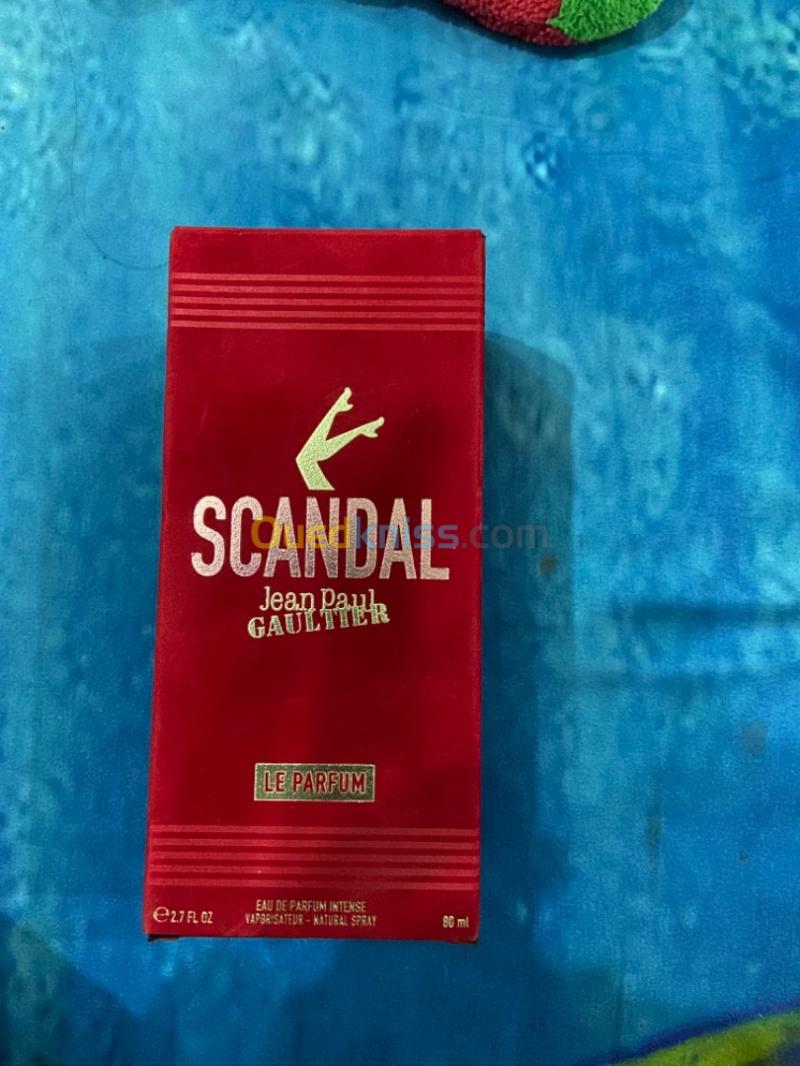 SCANDAL
Ouedkniss.com
Jean Paul
GAULTIER
LE PARFUM
EAU DE PARFUM INTENSE
℮ 2.7 FL OZ VAPORISATEUR - NATURAL SPRAY 80 ml